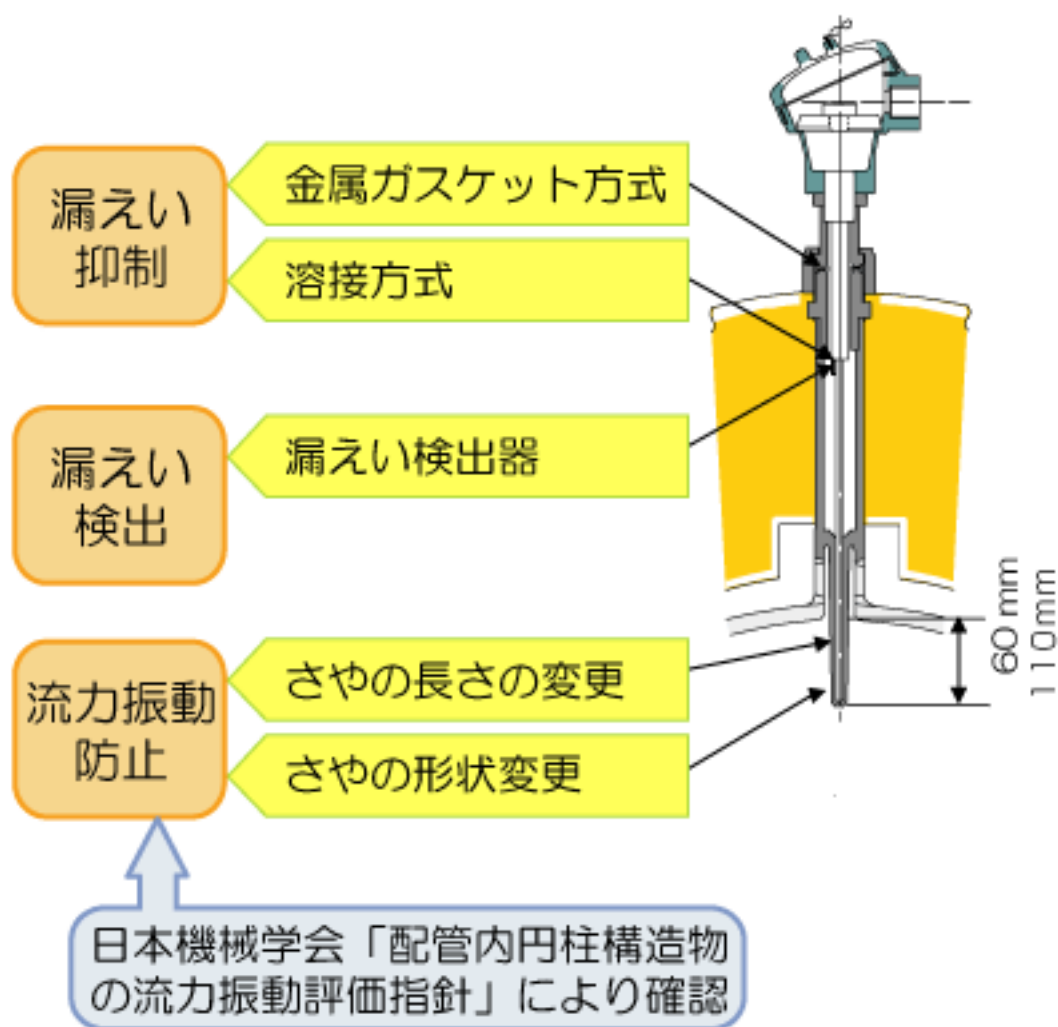 漏えい
抑制
金属ガスケット方式
溶接方式
漏えい
検出
漏えい検出器
流力振動
防止
さやの長さの変更
さやの形状変更
60mm
110mm
日本機械学会「配管内円柱構造物
の流力振動評価指針」により確認